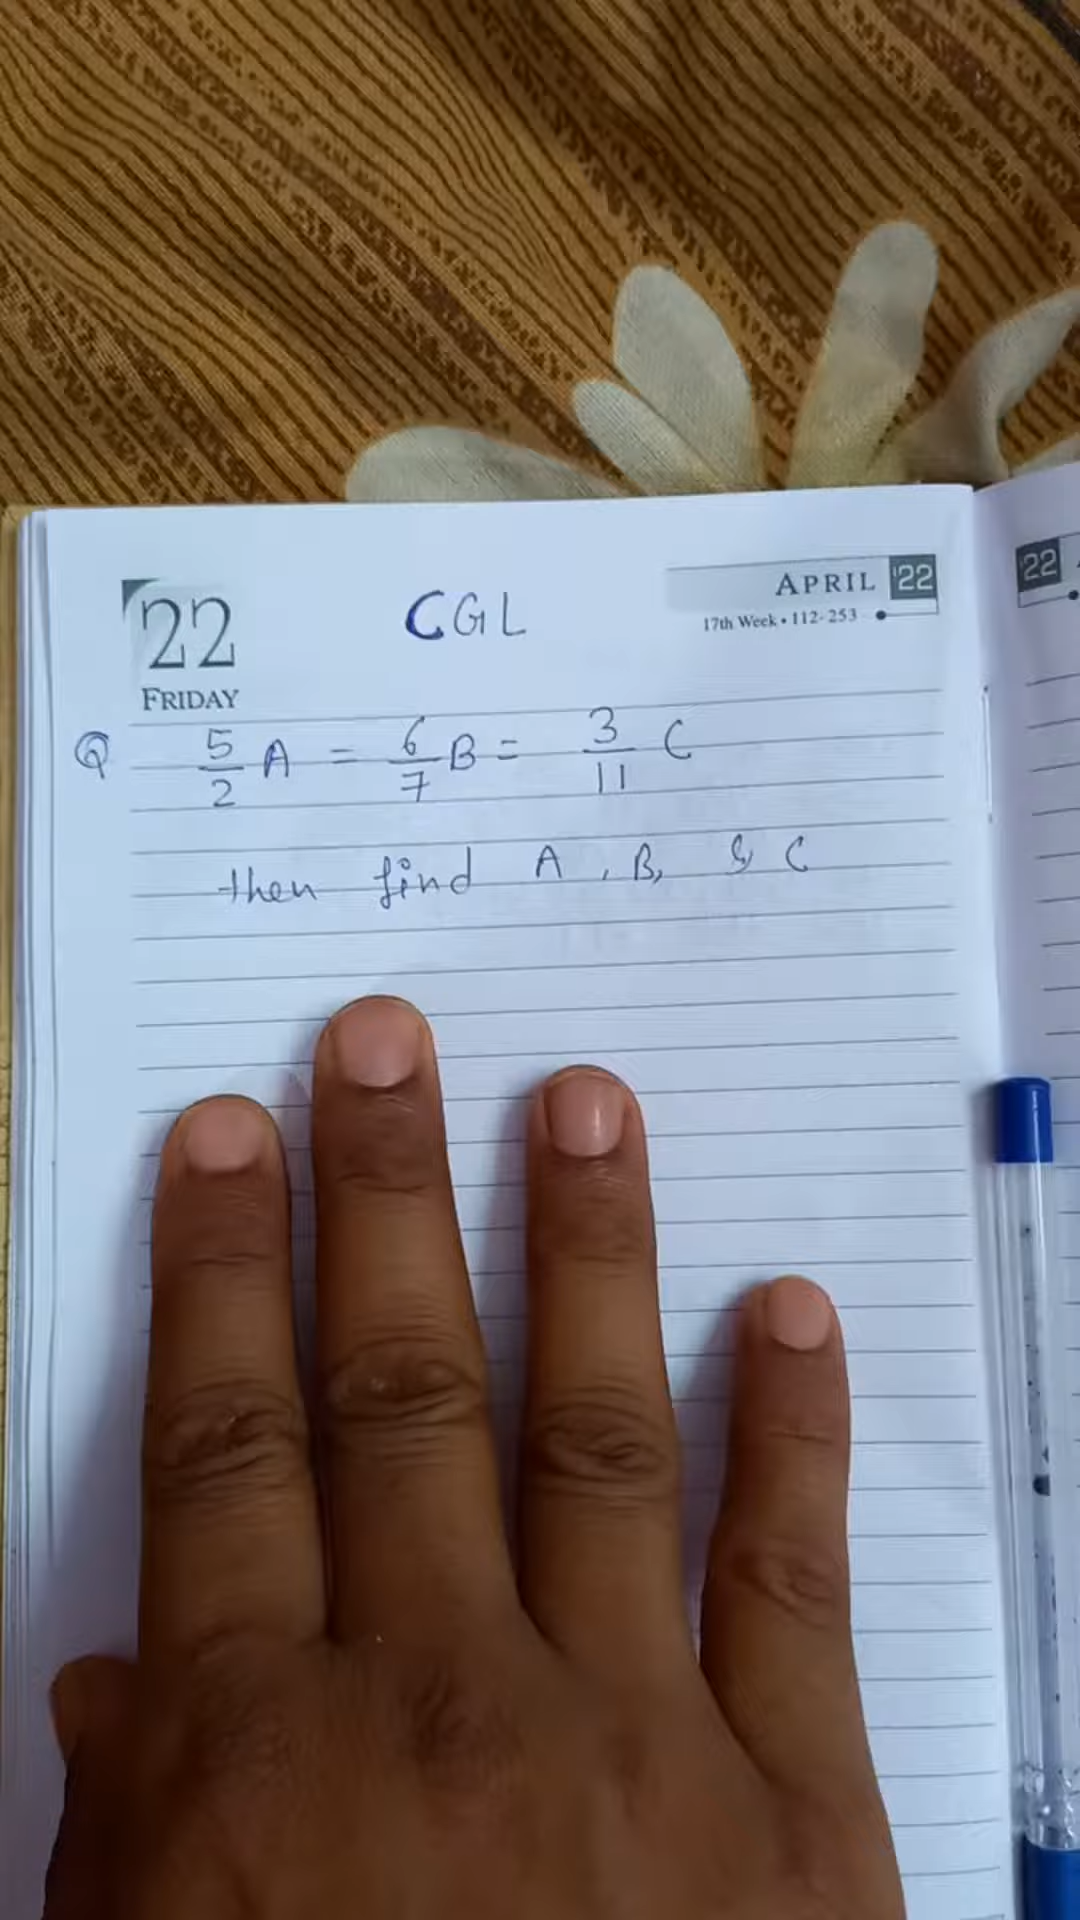 22
FRIDAY
CGL
APRIL '22
17th Week • 112-253
'22
Q 5/2 A = 6/7 B = 3/11 C
then find A, B, & C